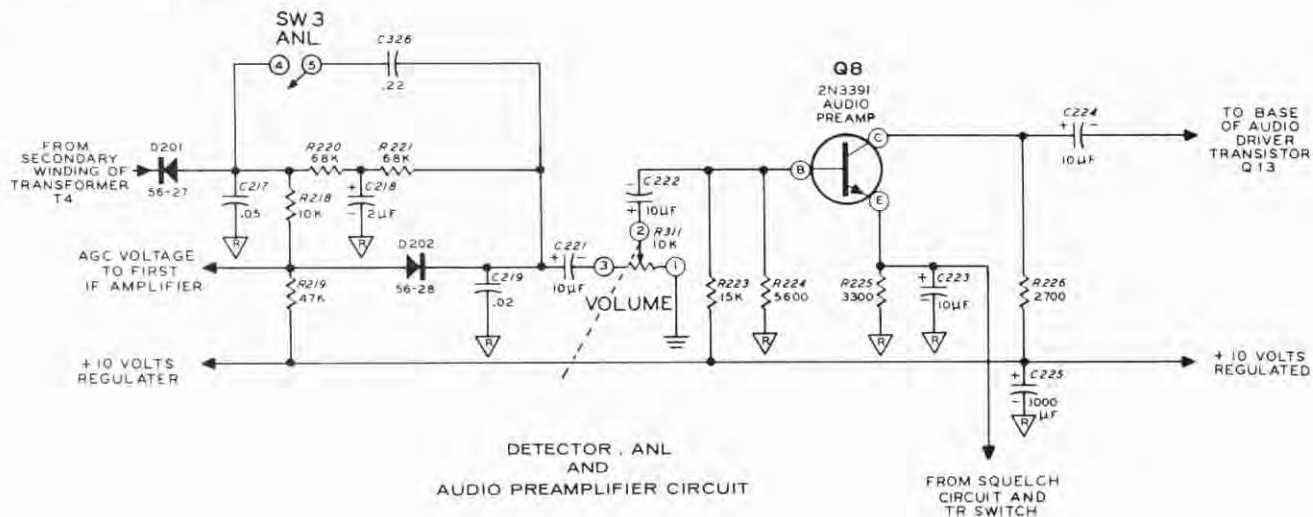 SW 3
ANL
4
5
C326
.22
Q8
2N3391
AUDIO
PREAMP
C
B
E
C224
+ -
10μF
TO BASE
OF AUDIO
DRIVER
TRANSISTOR
Q13
FROM
SECONDARY
WINDING OF
TRANSFORMER
T4
D201
56-27
R220
68K
R221
68K
C217
.05
R
R218
10K
+ C218
- 2μF
R
C222
-
+ 10μF
2
R311
10K
AGC VOLTAGE
TO FIRST
IF AMPLIFIER
D202
56-28
C219
.02
R
C221
+ -
10μF
3
1
VOLUME
R219
47K
R223
15K
R224
5600
R
R225
3300
R
+ C223
10μF
R
R226
2700
+10 VOLTS
REGULATER
+10 VOLTS
REGULATED
+ C225
- 1000
μF
R
DETECTOR, ANL
AND
AUDIO PREAMPLIFIER CIRCUIT
FROM SQUELCH
CIRCUIT AND
TR SWITCH